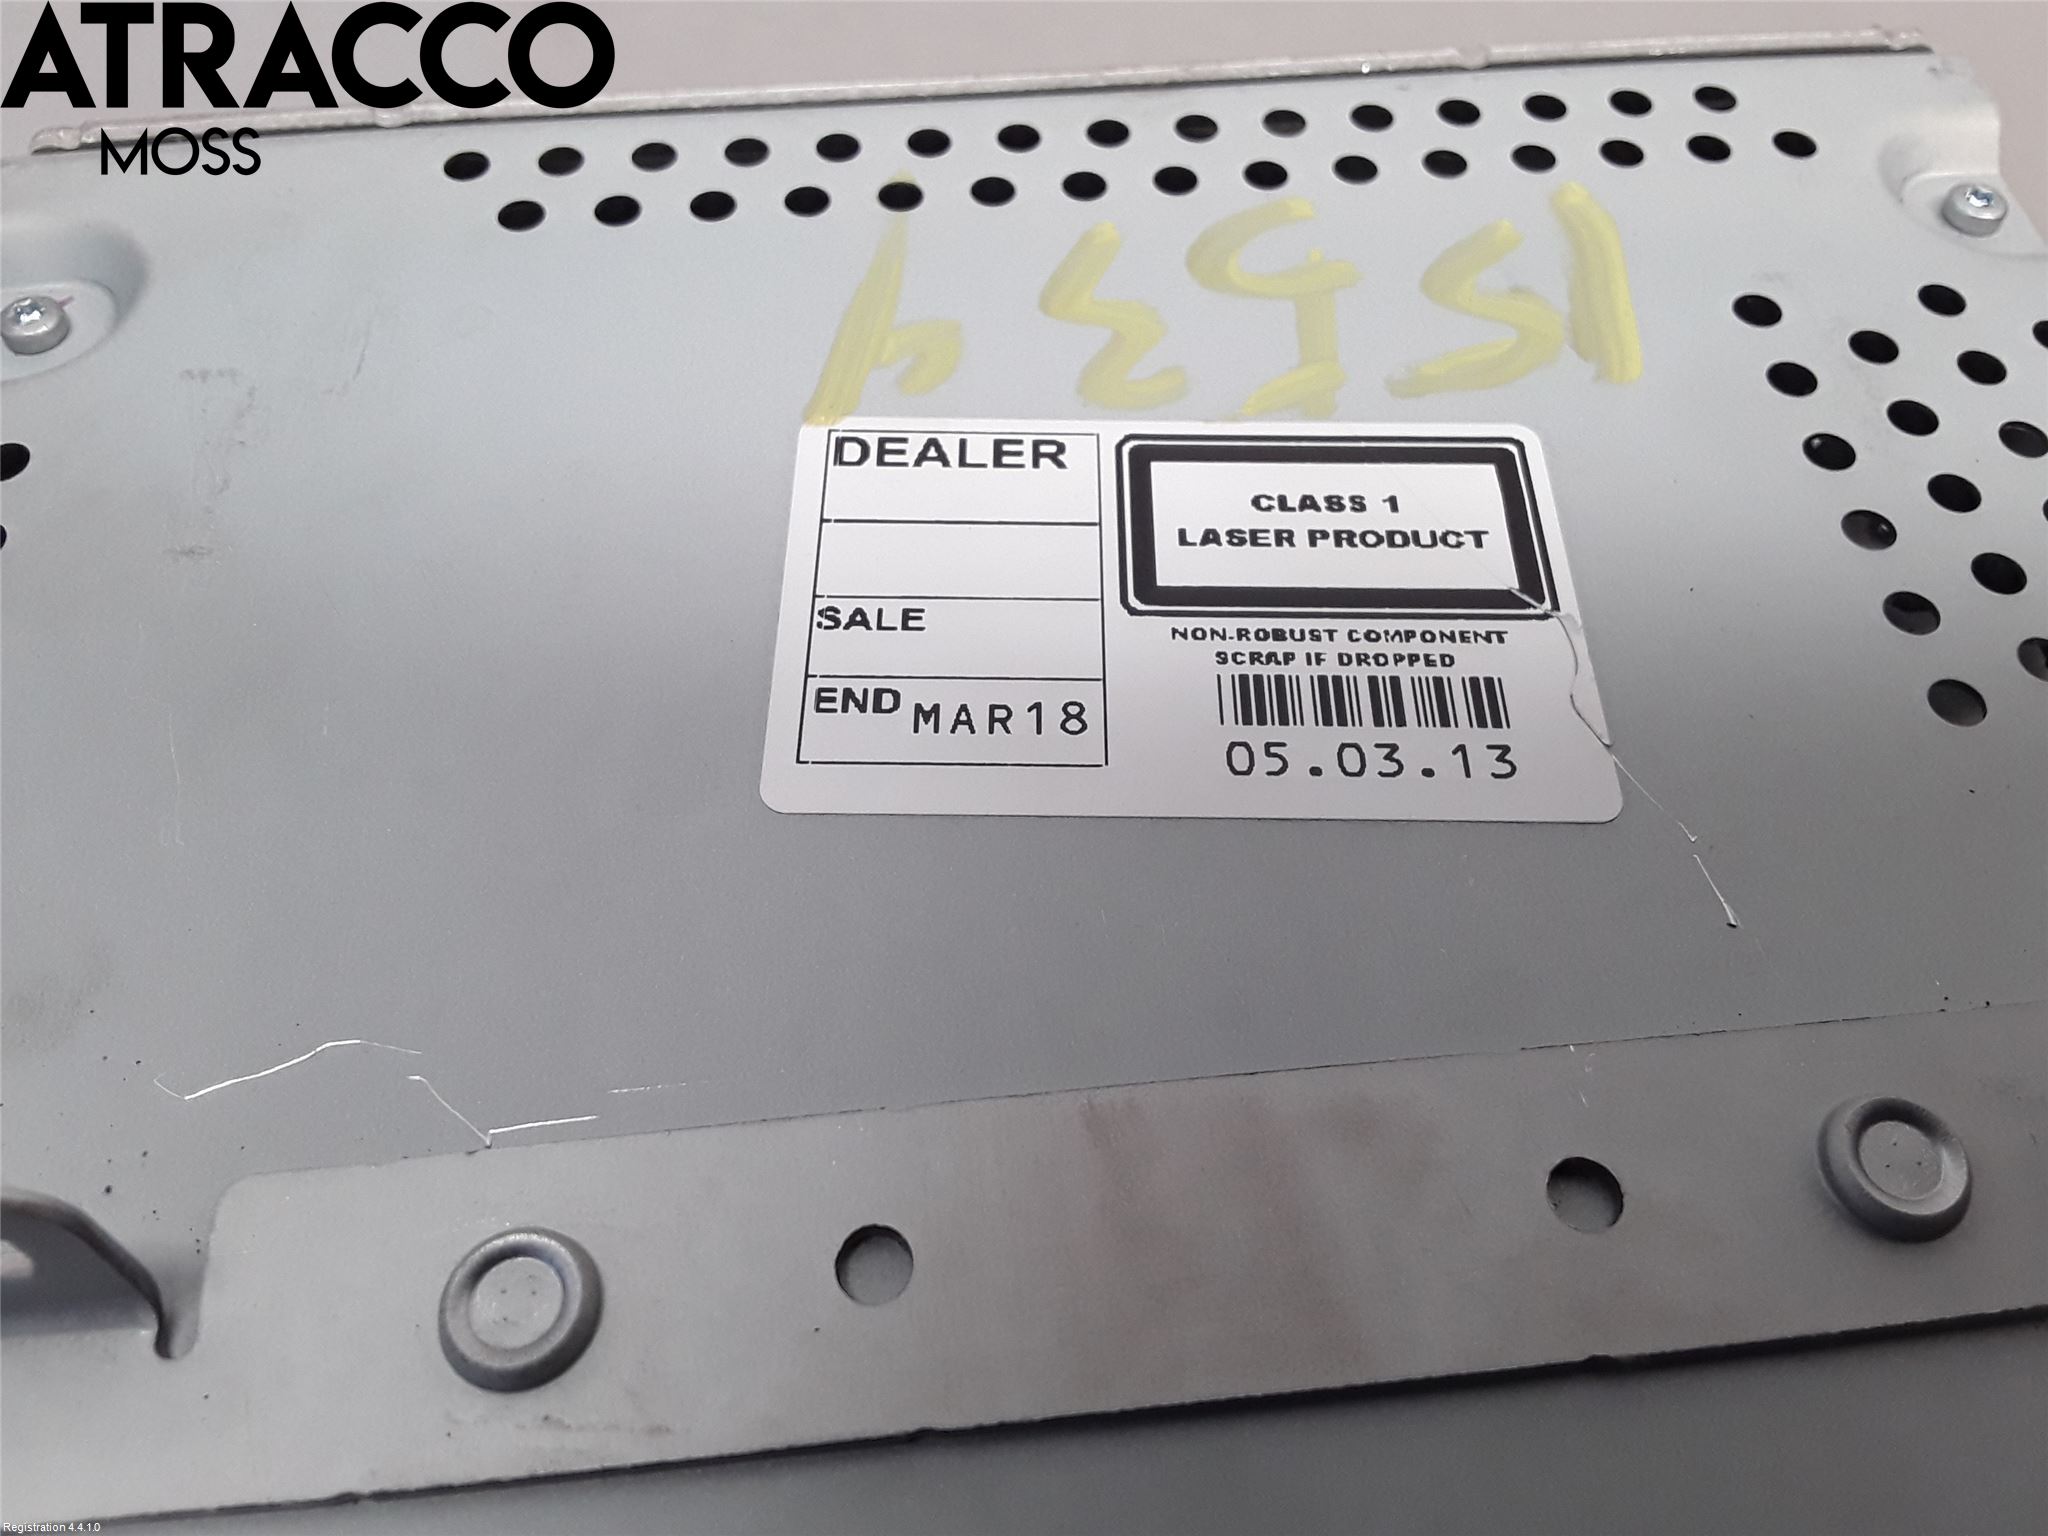 ATRACCO
MOSS
DEALER
SALE
END MAR18
CLASS 1
LASER PRODUCT
NON-ROBUST COMPONENT
SCRAP IF DROPPED
05.03.13
Registration 4.4.1.0